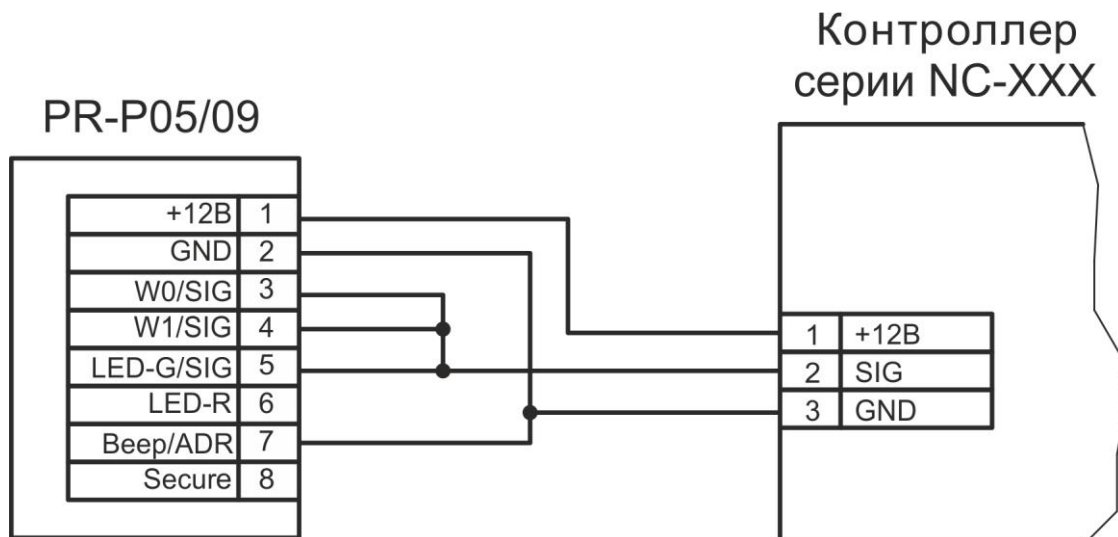 Контроллер
серии NC-XXX
PR-P05/09
+12В 1
GND 2
W0/SIG 3
W1/SIG 4
LED-G/SIG 5
LED-R 6
Beep/ADR 7
Secure 8
1 +12В
2 SIG
3 GND